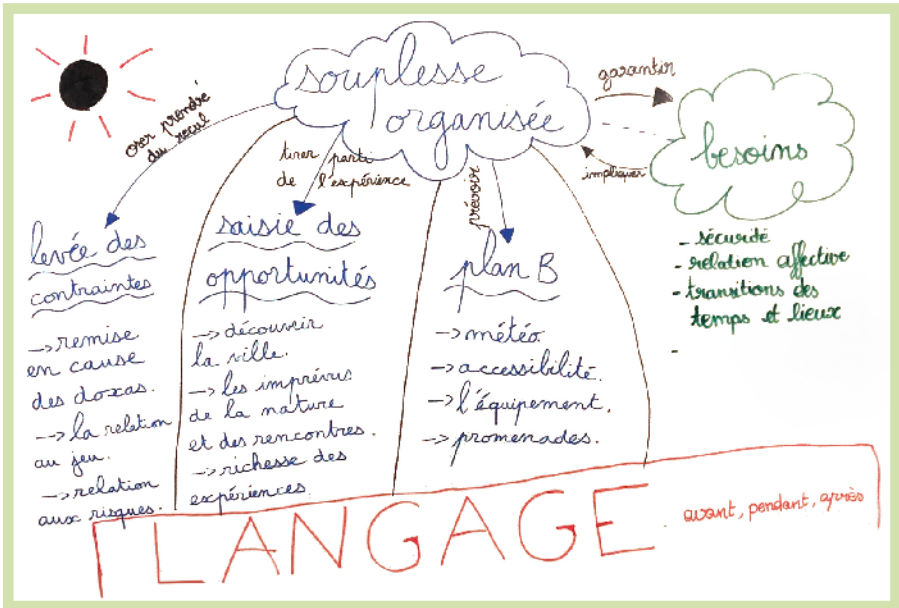 souplesse
organisée
garantir
impliquer
besoins
- sécurité
- relation affective
- transitions des
temps et lieux
-
oser prendre
du recul
levée des
contraintes
-> remise
en cause
des doxas.
-> la relation
au jeu.
-> relation
aux risques.
tirer parti
de l'expérience
saisie des
opportunités
-> découvrir
la ville.
-> les imprévus
de la nature
et des rencontres.
-> richesse des
expériences.
prévoir
plan B
-> météo.
-> accessibilité.
-> l'équipement.
-> promenades.
LANGAGE
avant, pendant, après